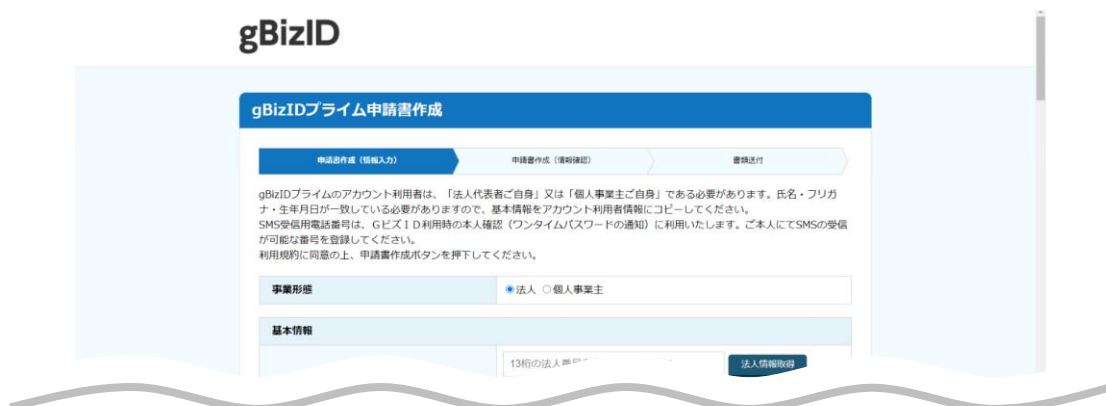 gBizID
gBizIDプライム申請書作成
申請書作成（情報入力）
申請書作成（情報確認）
書類送付
gBizIDプライムのアカウント利用者は、「法人代表者ご自身」又は「個人事業主ご自身」である必要があります。氏名・フリガ
ナ・生年月日が一致している必要がありますので、基本情報をアカウント利用者情報にコピーしてください。
SMS受信用電話番号は、ＧビズＩＤ利用時の本人確認（ワンタイムパスワードの通知）に利用いたします。ご本人にてSMSの受信
が可能な番号を登録してください。
利用規約に同意の上、申請書作成ボタンを押下してください。
事業形態
法人 個人事業主
基本情報
13桁の法人番号
法人情報取得